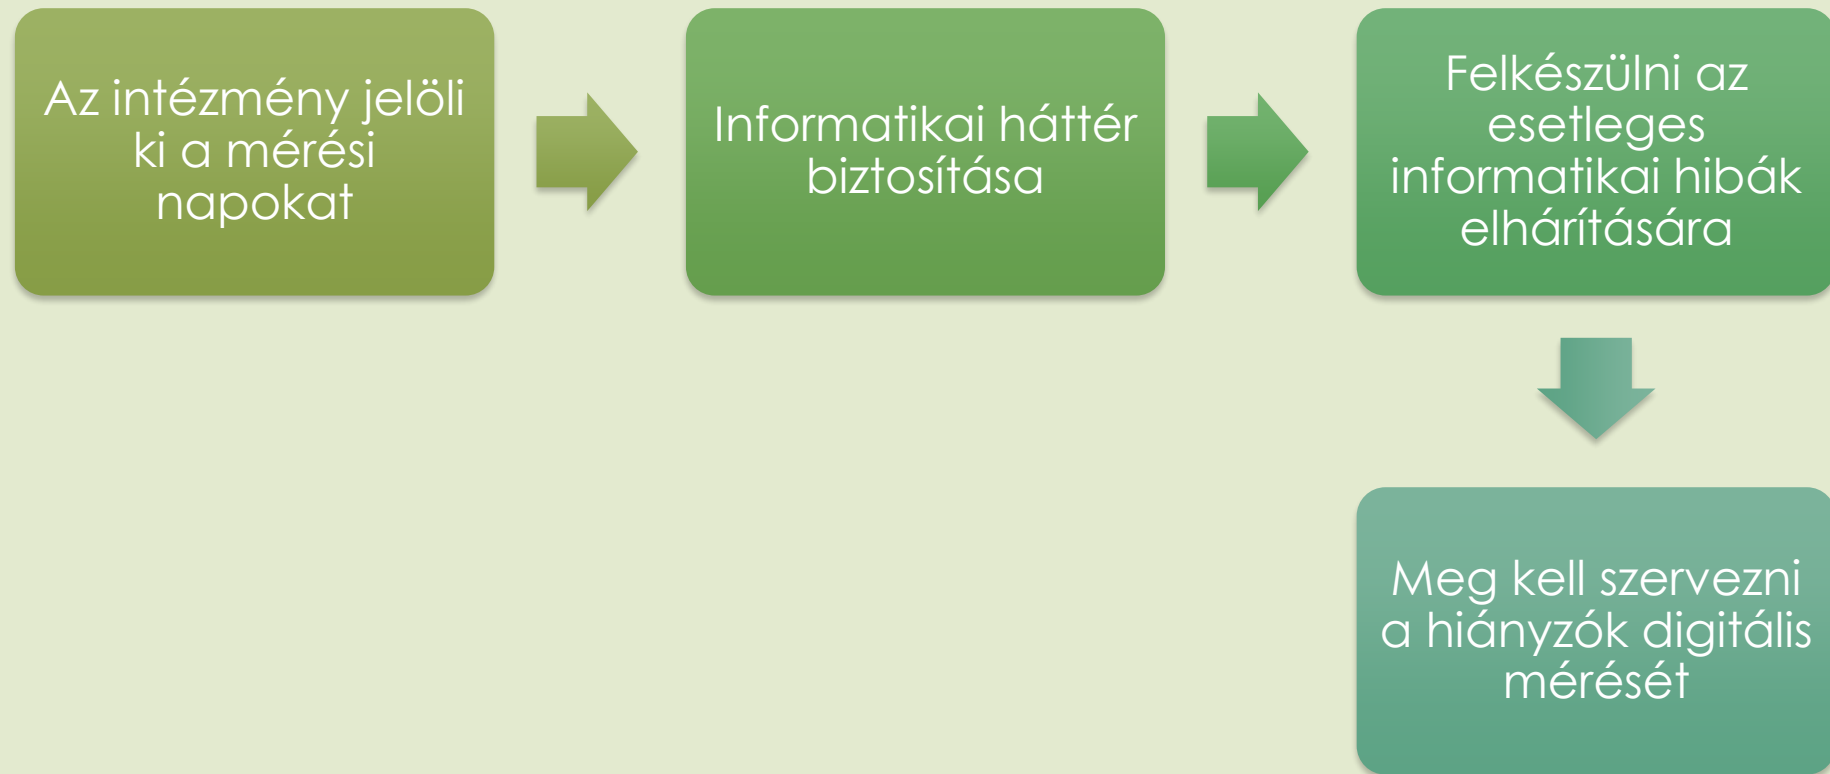 Az intézmény jelöli
ki a mérési
napokat
Informatikai háttér
biztosítása
Felkészülni az
esetleges
informatikai hibák
elhárítására
Meg kell szervezni
a hiányzók digitális
mérését